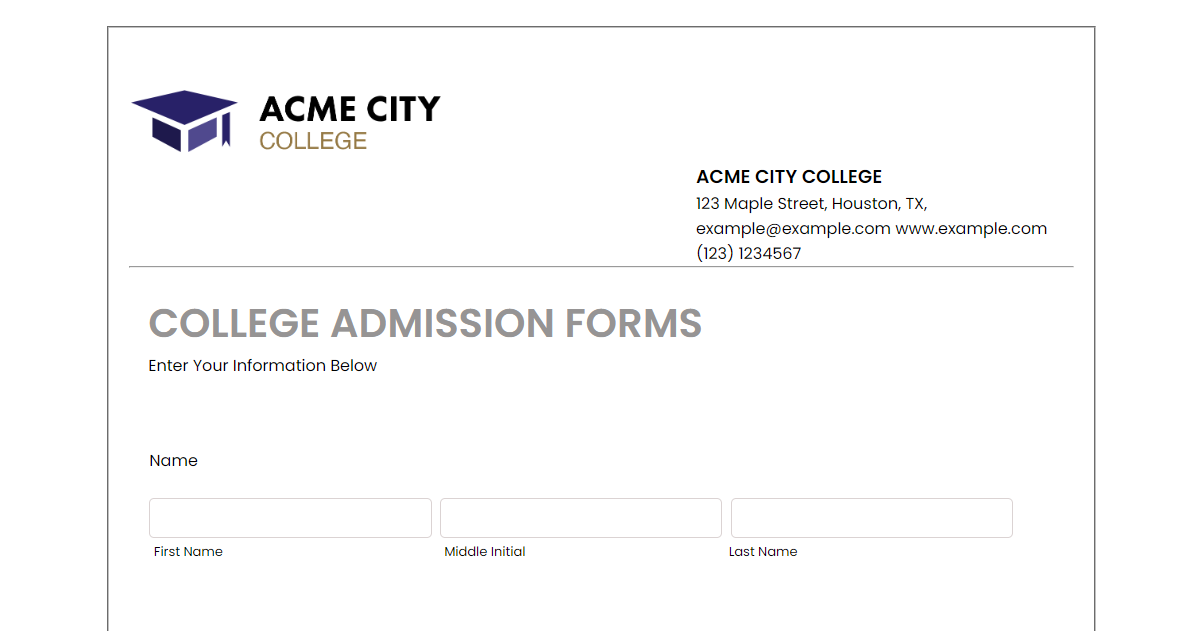 ACME CITY
COLLEGE
ACME CITY COLLEGE
123 Maple Street, Houston, TX,
example@example.com www.example.com
(123) 1234567
COLLEGE ADMISSION FORMS
Enter Your Information Below
Name
First Name
Middle Initial
Last Name